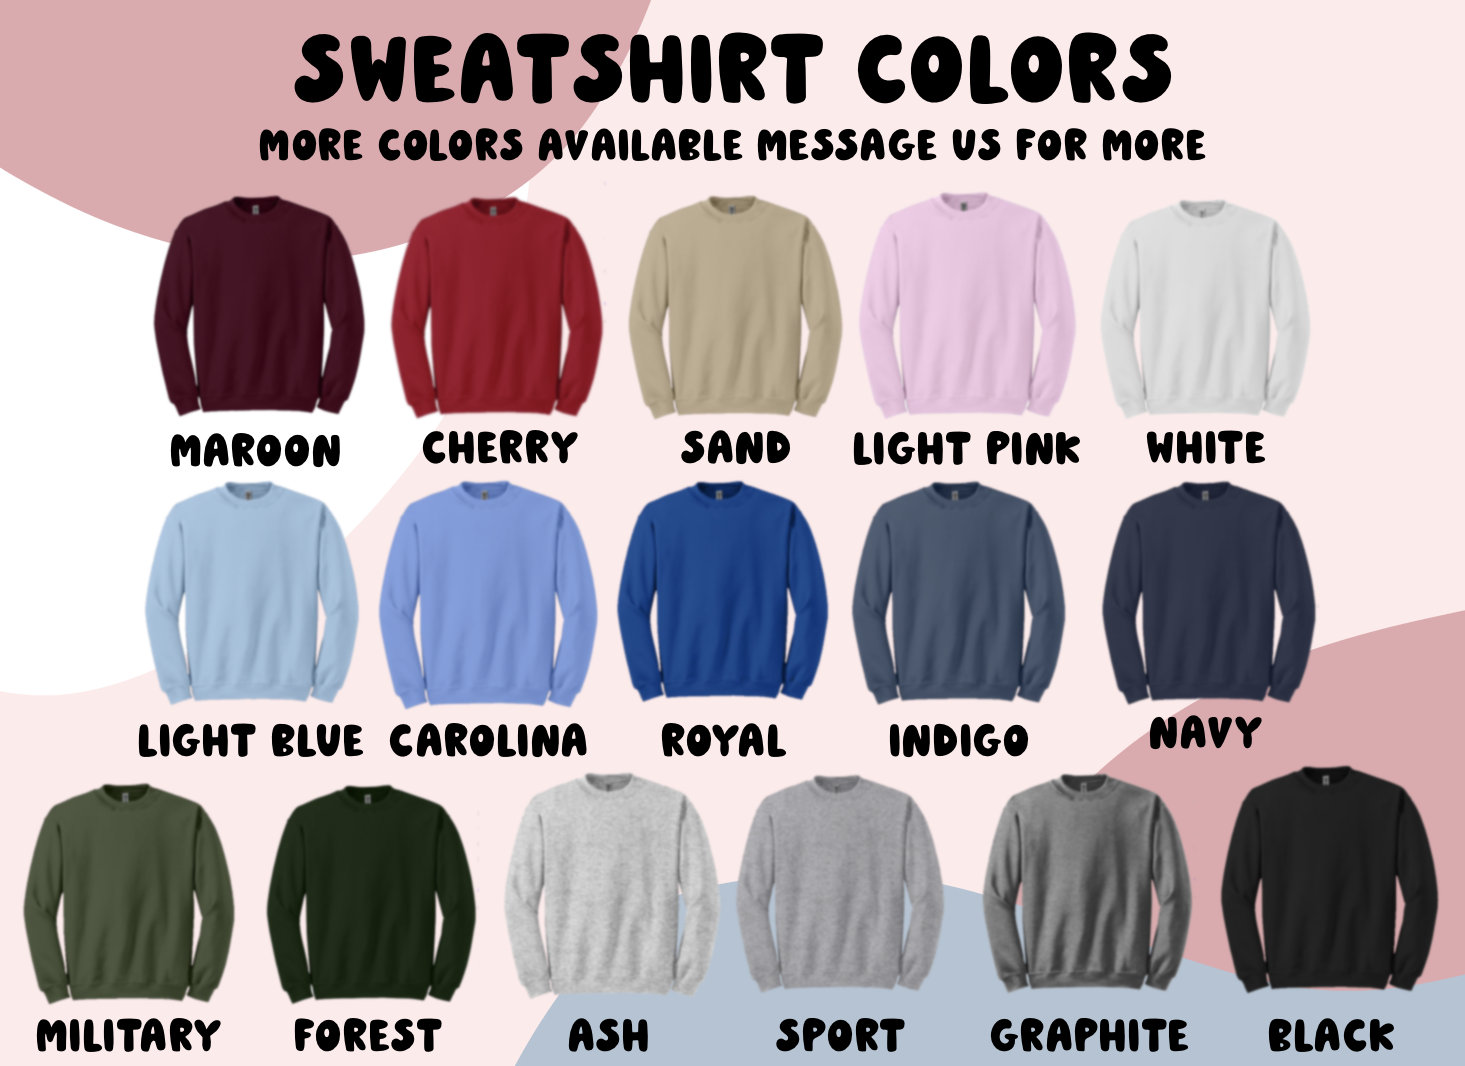 SWEATSHIRT COLORS
MORE COLORS AVAILABLE MESSAGE US FOR MORE
MAROON CHERRY SAND LIGHT PINK WHITE
LIGHT BLUE CAROLINA ROYAL INDIGO NAVY
MILITARY FOREST ASH SPORT GRAPHITE BLACK